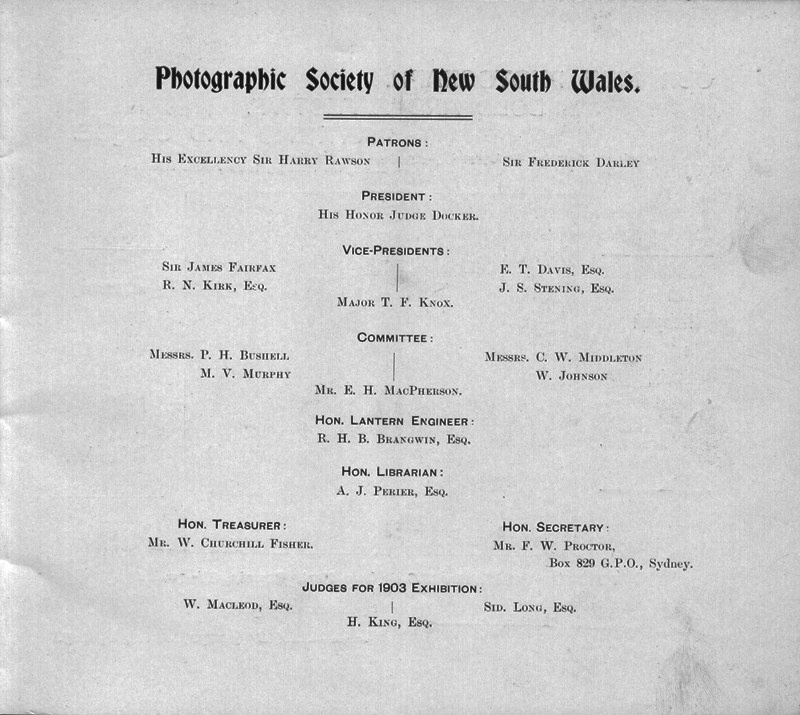 Photographic Society of New South Wales.
PATRONS:
HIS EXCELLENCY SIR HARRY RAWSON | SIR FREDERICK DARLEY
PRESIDENT:
HIS HONOR JUDGE DOCKER.
VICE-PRESIDENTS:
SIR JAMES FAIRFAX E. T. DAVIS, ESQ.
R. N. KIRK, ESQ. J. S. STENING, ESQ.
MAJOR T. F. KNOX.
COMMITTEE:
MESSRS. P. H. BUSHELL MESSRS. C. W. MIDDLETON
M. V. MURPHY W. JOHNSON
MR. E. H. MACPHERSON.
HON. LANTERN ENGINEER:
R. H. B. BRANGWIN, ESQ.
HON. LIBRARIAN:
A. J. PERIER, ESQ.
HON. TREASURER: HON. SECRETARY:
MR. W. CHURCHILL FISHER. MR. F. W. PROCTOR,
Box 829 G.P.O., Sydney.
JUDGES FOR 1903 EXHIBITION:
W. MACLEOD, ESQ. | SID. LONG, ESQ.
H. KING, ESQ.